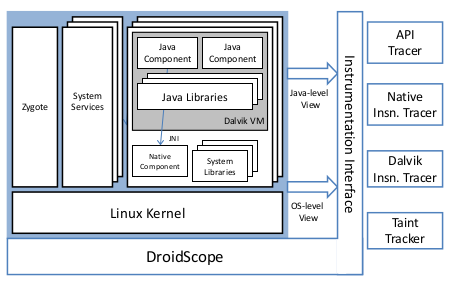 Zygote
System
Services
Java
Component
Java
Component
Java Libraries
Dalvik VM
JNI
Native
Component
System
Libraries
Linux Kernel
DroidScope
Java-level
View
OS-level
View
Instrumentation Interface
API
Tracer
Native
Insn. Tracer
Dalvik
Insn. Tracer
Taint
Tracker